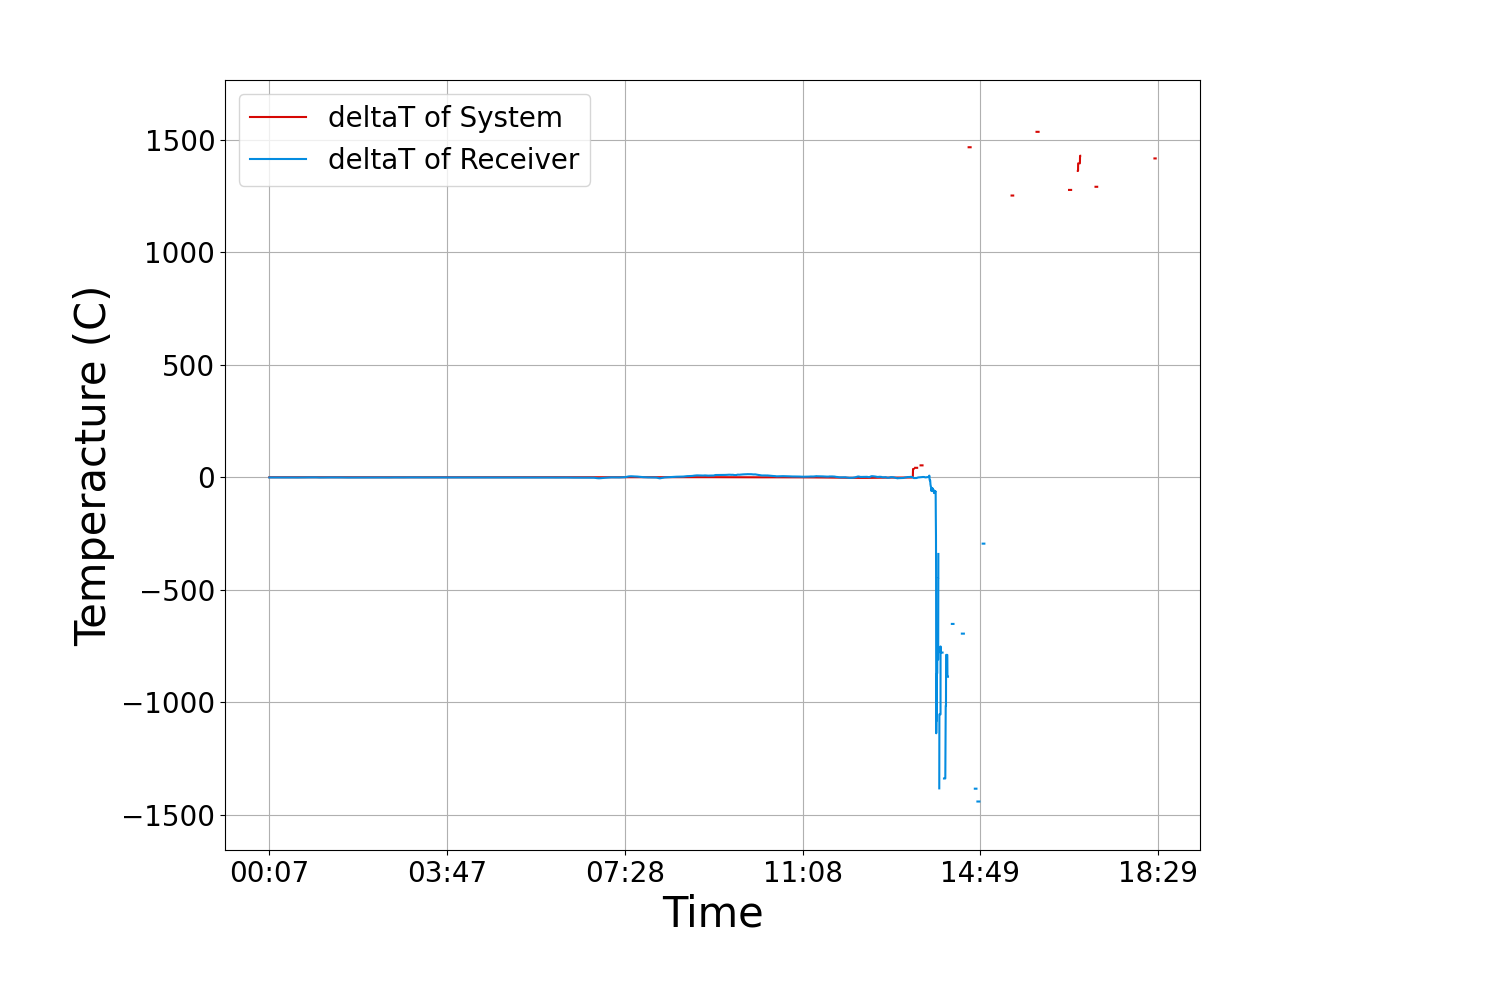 deltaT of System
deltaT of Receiver
1500
1000
500
0
−500
−1000
−1500
Temperacture (C)
00:07 03:47 07:28 11:08 14:49 18:29
Time